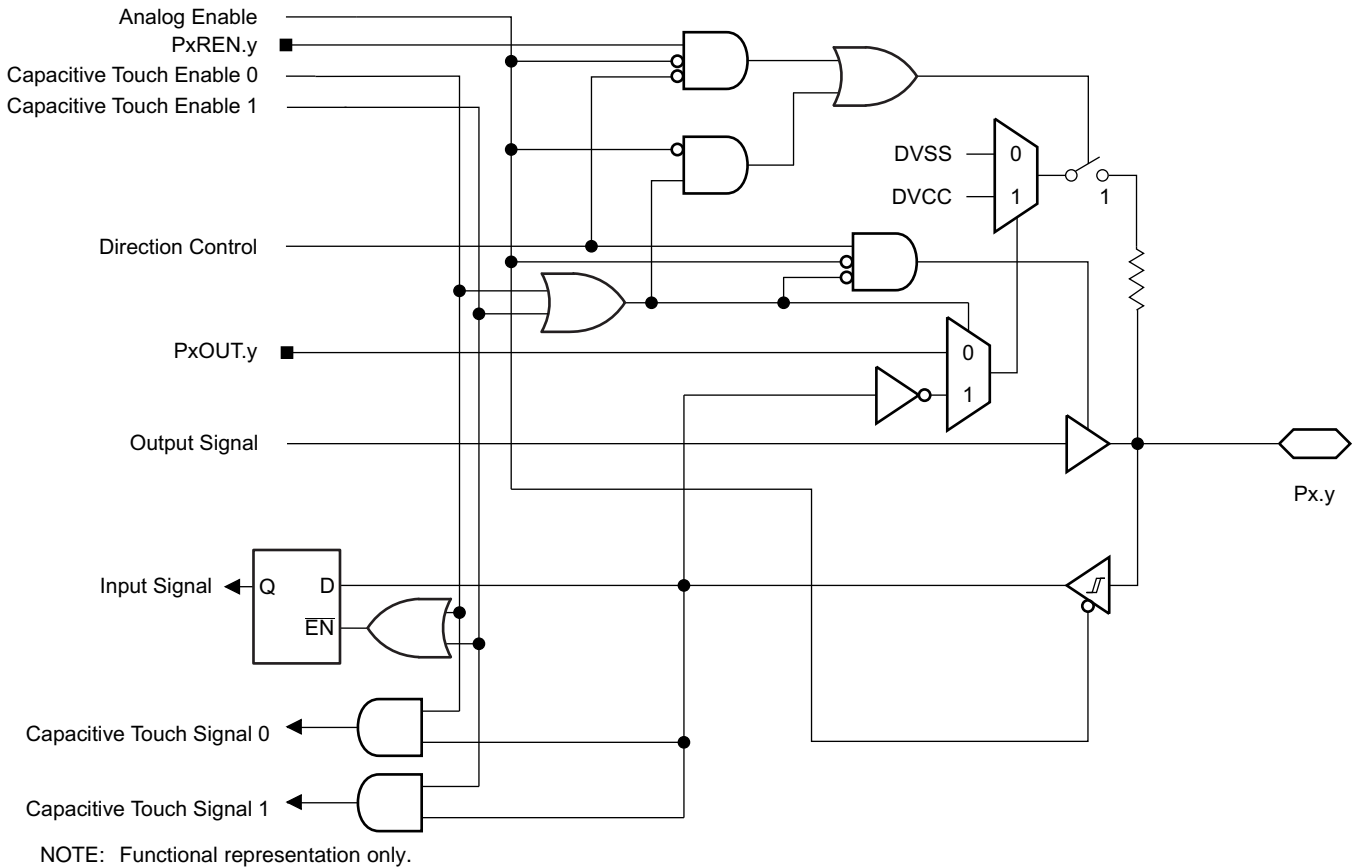 Analog Enable
PxREN.y
Capacitive Touch Enable 0
Capacitive Touch Enable 1
DVSS
0
DVCC
1
1
Direction Control
PxOUT.y
0
1
Output Signal
Px.y
Input Signal
Q
D
EN
Capacitive Touch Signal 0
Capacitive Touch Signal 1
NOTE: Functional representation only.